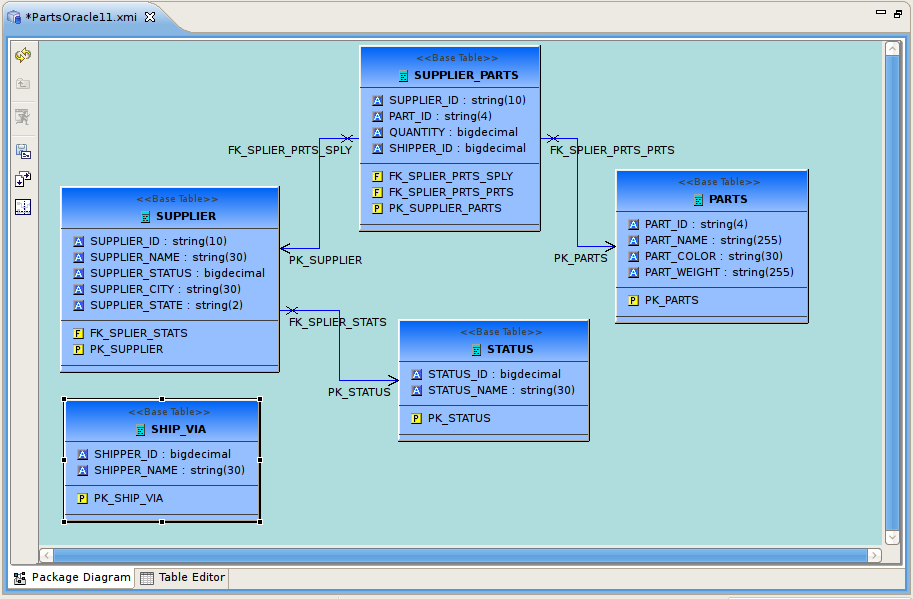 *PartsOracle11.xmi
<<Base Table>>
SUPPLIER_PARTS
SUPPLIER_ID : string(10)
PART_ID : string(4)
QUANTITY : bigdecimal
SHIPPER_ID : bigdecimal
FK_SPLIER_PRTS_SPLY
FK_SPLIER_PRTS_PRTS
PK_SUPPLIER_PARTS
FK_SPLIER_PRTS_SPLY
FK_SPLIER_PRTS_PRTS
<<Base Table>>
SUPPLIER
SUPPLIER_ID : string(10)
SUPPLIER_NAME : string(30)
SUPPLIER_STATUS : bigdecimal
SUPPLIER_CITY : string(30)
SUPPLIER_STATE : string(2)
FK_SPLIER_STATS
PK_SUPPLIER
PK_SUPPLIER
PK_PARTS
<<Base Table>>
PARTS
PART_ID : string(4)
PART_NAME : string(255)
PART_COLOR : string(30)
PART_WEIGHT : string(255)
PK_PARTS
FK_SPLIER_STATS
PK_STATUS
<<Base Table>>
STATUS
STATUS_ID : bigdecimal
STATUS_NAME : string(30)
PK_STATUS
<<Base Table>>
SHIP_VIA
SHIPPER_ID : bigdecimal
SHIPPER_NAME : string(30)
PK_SHIP_VIA
Package Diagram
Table Editor